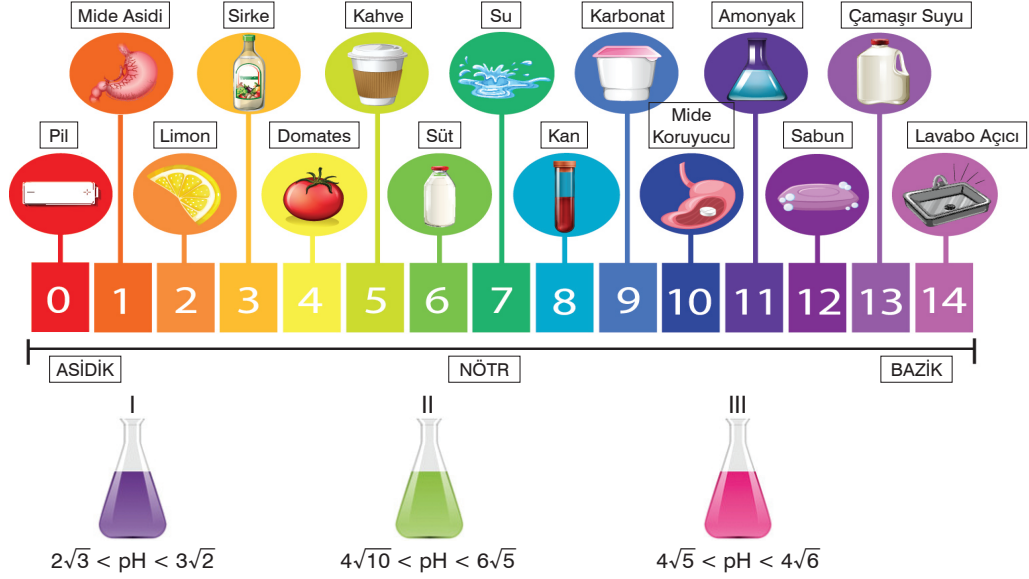 Mide Asidi Sirke Kahve Su Karbonat Amonyak Çamaşır Suyu
Pil Limon Domates Süt Kan Mide Koruyucu Sabun Lavabo Açıcı
0 1 2 3 4 5 6 7 8 9 10 11 12 13 14
ASİDİK NÖTR BAZİK
I II III
2√3 < pH < 3√2 4√10 < pH < 6√5 4√5 < pH < 4√6